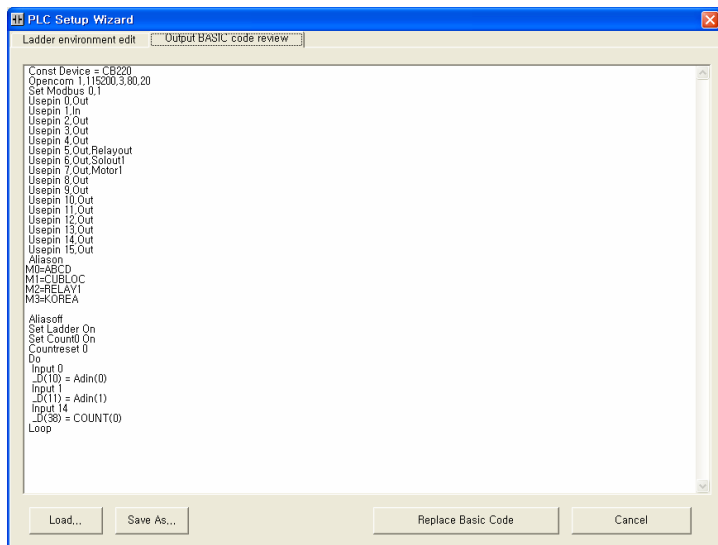 PLC Setup Wizard
Ladder environment edit
Output BASIC code review
Const Device = CB220
Opencom 1,115200,3,80,20
Set Modbus 0,1
Usepin 0,Out
Usepin 1,In
Usepin 2,Out
Usepin 3,Out
Usepin 4,Out
Usepin 5,Out,Relayout
Usepin 6,Out,Solout1
Usepin 7,Out,Motor1
Usepin 8,Out
Usepin 9,Out
Usepin 10,Out
Usepin 11,Out
Usepin 12,Out
Usepin 13,Out
Usepin 14,Out
Usepin 15,Out
Aliason
M0=ABCD
M1=CUBLOC
M2=RELAY1
M3=KOREA
Aliasoff
Set Ladder On
Set Count0 On
Countreset 0
Do
Input 0
_D(10) = Adin(0)
Input 1
_D(11) = Adin(1)
Input 14
_D(38) = COUNT(0)
Loop
Load...
Save As...
Replace Basic Code
Cancel